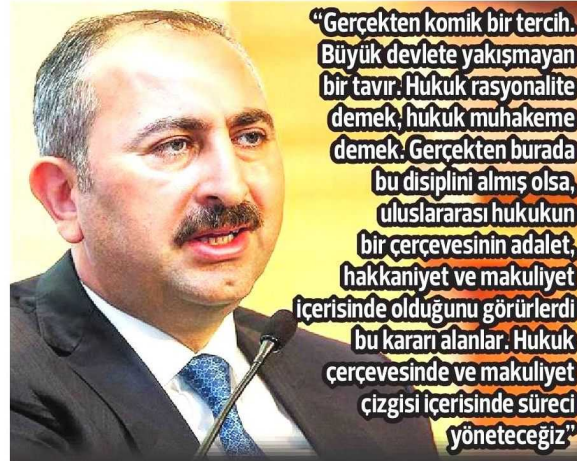 “Gerçekten komik bir tercih.
Büyük devlete yakışmayan
bir tavır. Hukuk rasyonalite
demek, hukuk muhakeme
demek. Gerçekten burada
bu disiplini almış olsa,
uluslararası hukukun
bir çerçevesinin adalet,
hakkaniyet ve makuliyet
içerisinde olduğunu görürlerdi
bu kararı alanlar. Hukuk
çerçevesinde ve makuliyet
çizgisi içerisinde süreci
yöneteceğiz”